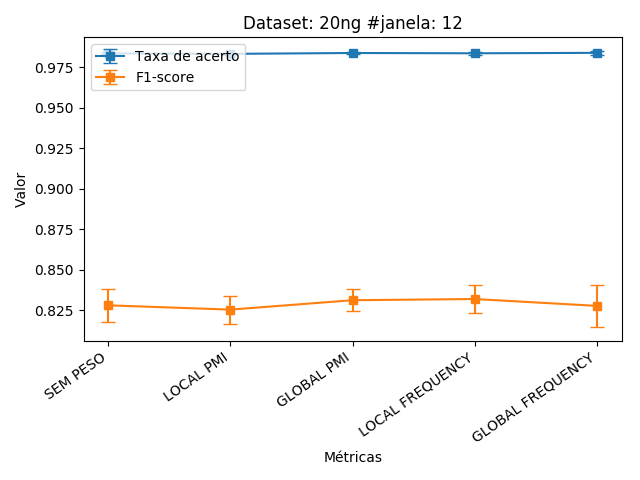 Dataset: 20ng #janela: 12
Taxa de acerto
F1-score
0.975
0.950
0.925
0.900
0.875
0.850
0.825
Valor
SEM PESO
LOCAL PMI
GLOBAL PMI
LOCAL FREQUENCY
GLOBAL FREQUENCY
Métricas